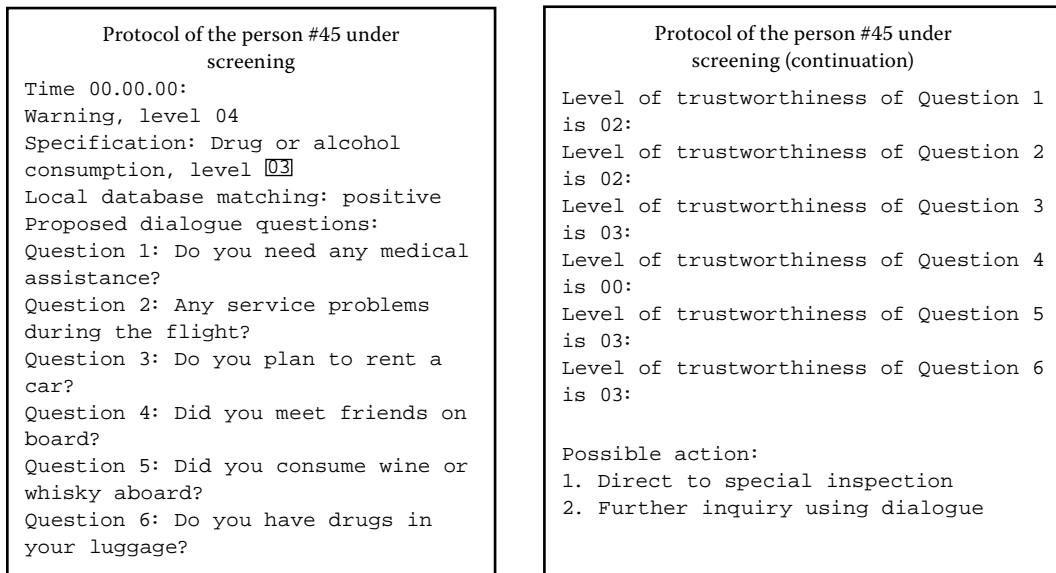 Protocol of the person #45 under
screening
Time 00.00.00:
Warning, level 04
Specification: Drug or alcohol
consumption, level 03
Local database matching: positive
Proposed dialogue questions:
Question 1: Do you need any medical
assistance?
Question 2: Any service problems
during the flight?
Question 3: Do you plan to rent a
car?
Question 4: Did you meet friends on
board?
Question 5: Did you consume wine or
whisky aboard?
Question 6: Do you have drugs in
your luggage?
Protocol of the person #45 under
screening (continuation)
Level of trustworthiness of Question 1
is 02:
Level of trustworthiness of Question 2
is 02:
Level of trustworthiness of Question 3
is 03:
Level of trustworthiness of Question 4
is 00:
Level of trustworthiness of Question 5
is 03:
Level of trustworthiness of Question 6
is 03:
Possible action:
1. Direct to special inspection
2. Further inquiry using dialogue